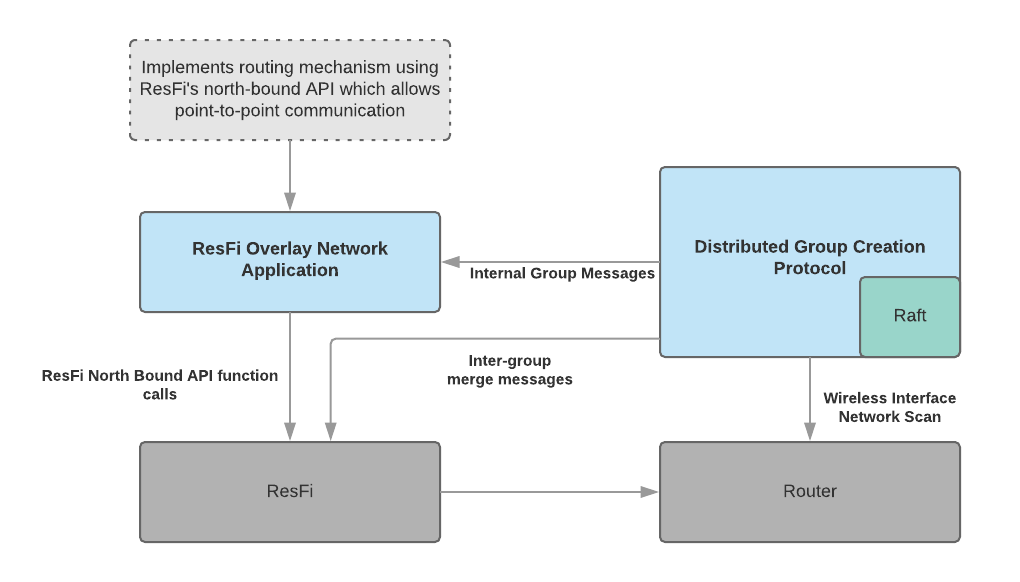 Implements routing mechanism using
ResFi's north-bound API which allows
point-to-point communication
ResFi Overlay Network
Application
Distributed Group Creation
Protocol
Internal Group Messages
Raft
Inter-group
merge messages
ResFi North Bound API function
calls
Wireless Interface
Network Scan
ResFi
Router